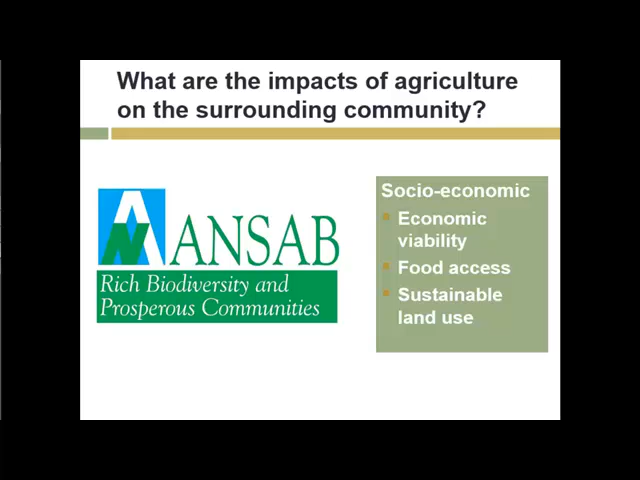 What are the impacts of agriculture
on the surrounding community?
AN ANSAB
Rich Biodiversity and
Prosperous Communities
Socio-economic
Economic
viability
Food access
Sustainable
land use